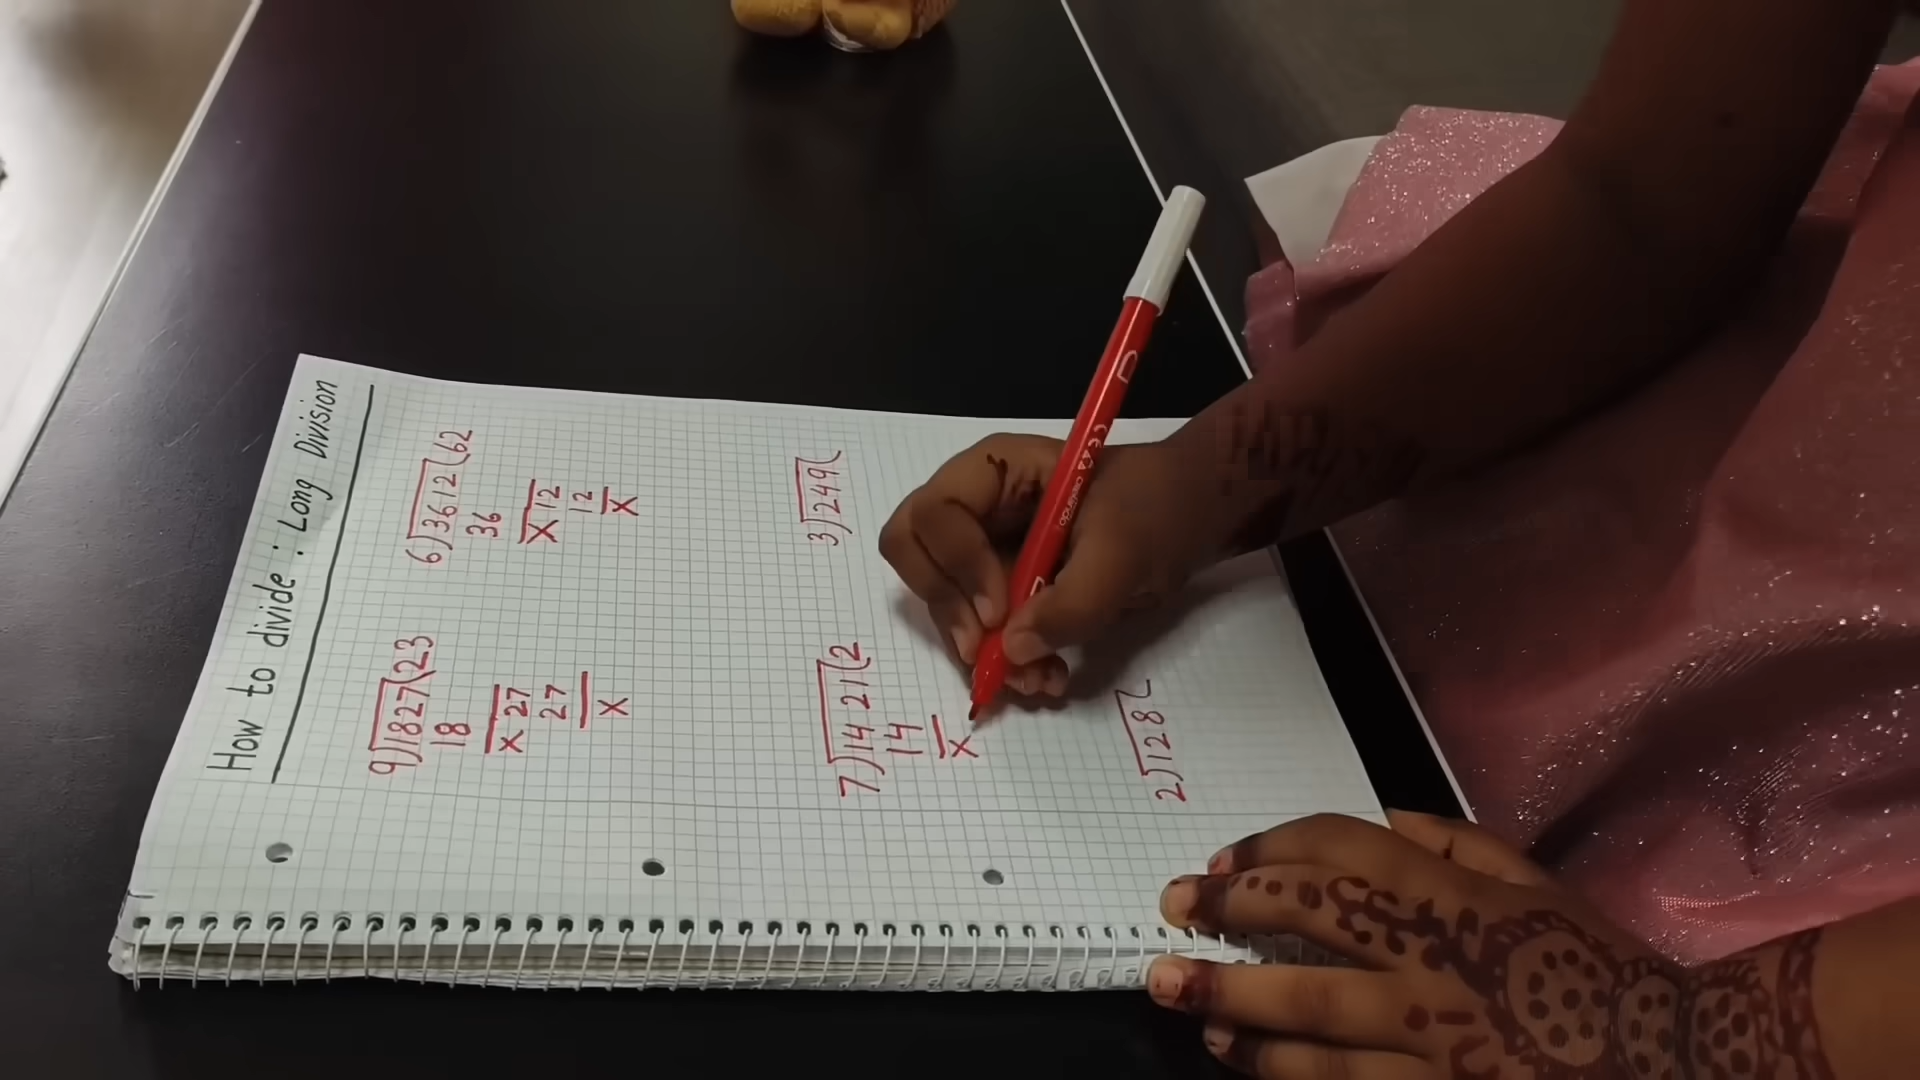 How to divide : Long Division
9)1827(23
18
x 27
27
x
6)3612(62
36
x 12
12
x
7)1421(2
14
x
3)249(
2)128(
CE